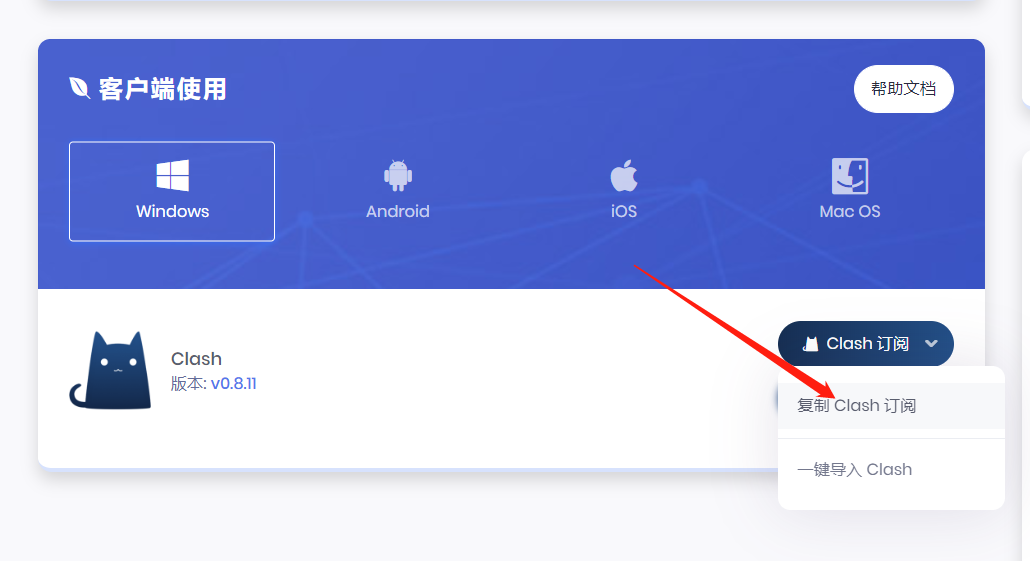 客户端使用
帮助文档
Windows
Android
iOS
Mac OS
Clash
版本: v0.8.11
Clash 订阅
复制 Clash 订阅
一键导入 Clash